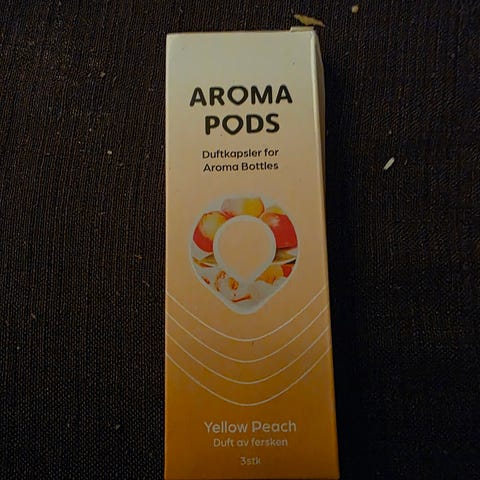 AROMA
PODS
Duftkapsler for
Aroma Bottles
Yellow Peach
Duft av fersken
3stk